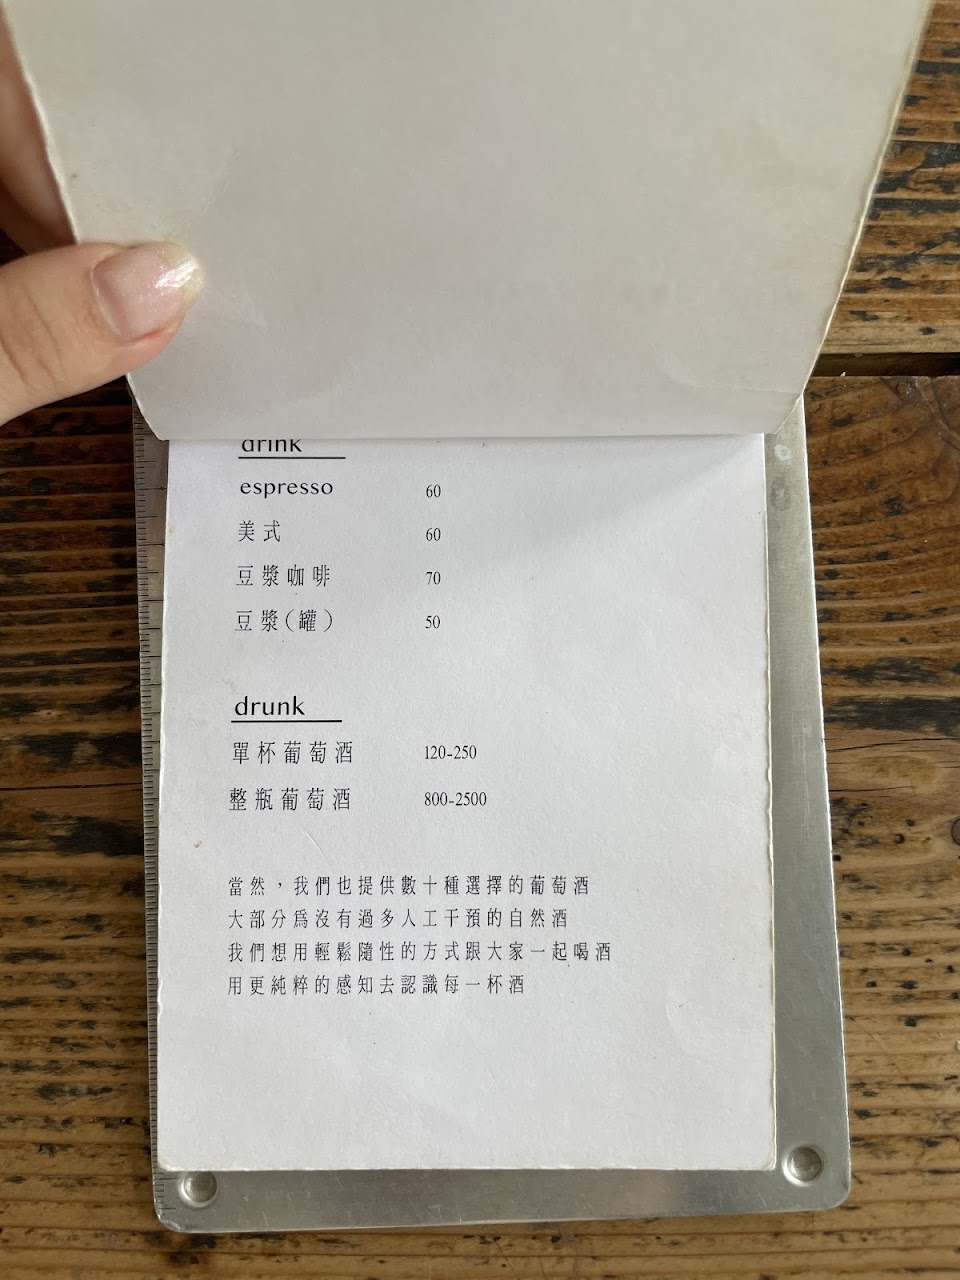 drink
espresso 60
美式 60
豆漿咖啡 70
豆漿(罐) 50
drunk
單杯葡萄酒 120-250
整瓶葡萄酒 800-2500
當然，我們也提供數十種選擇的葡萄酒
大部分為沒有過多人工干預的自然酒
我們想用輕鬆隨性的方式跟大家一起喝酒
用更純粹的感知去認識每一杯酒